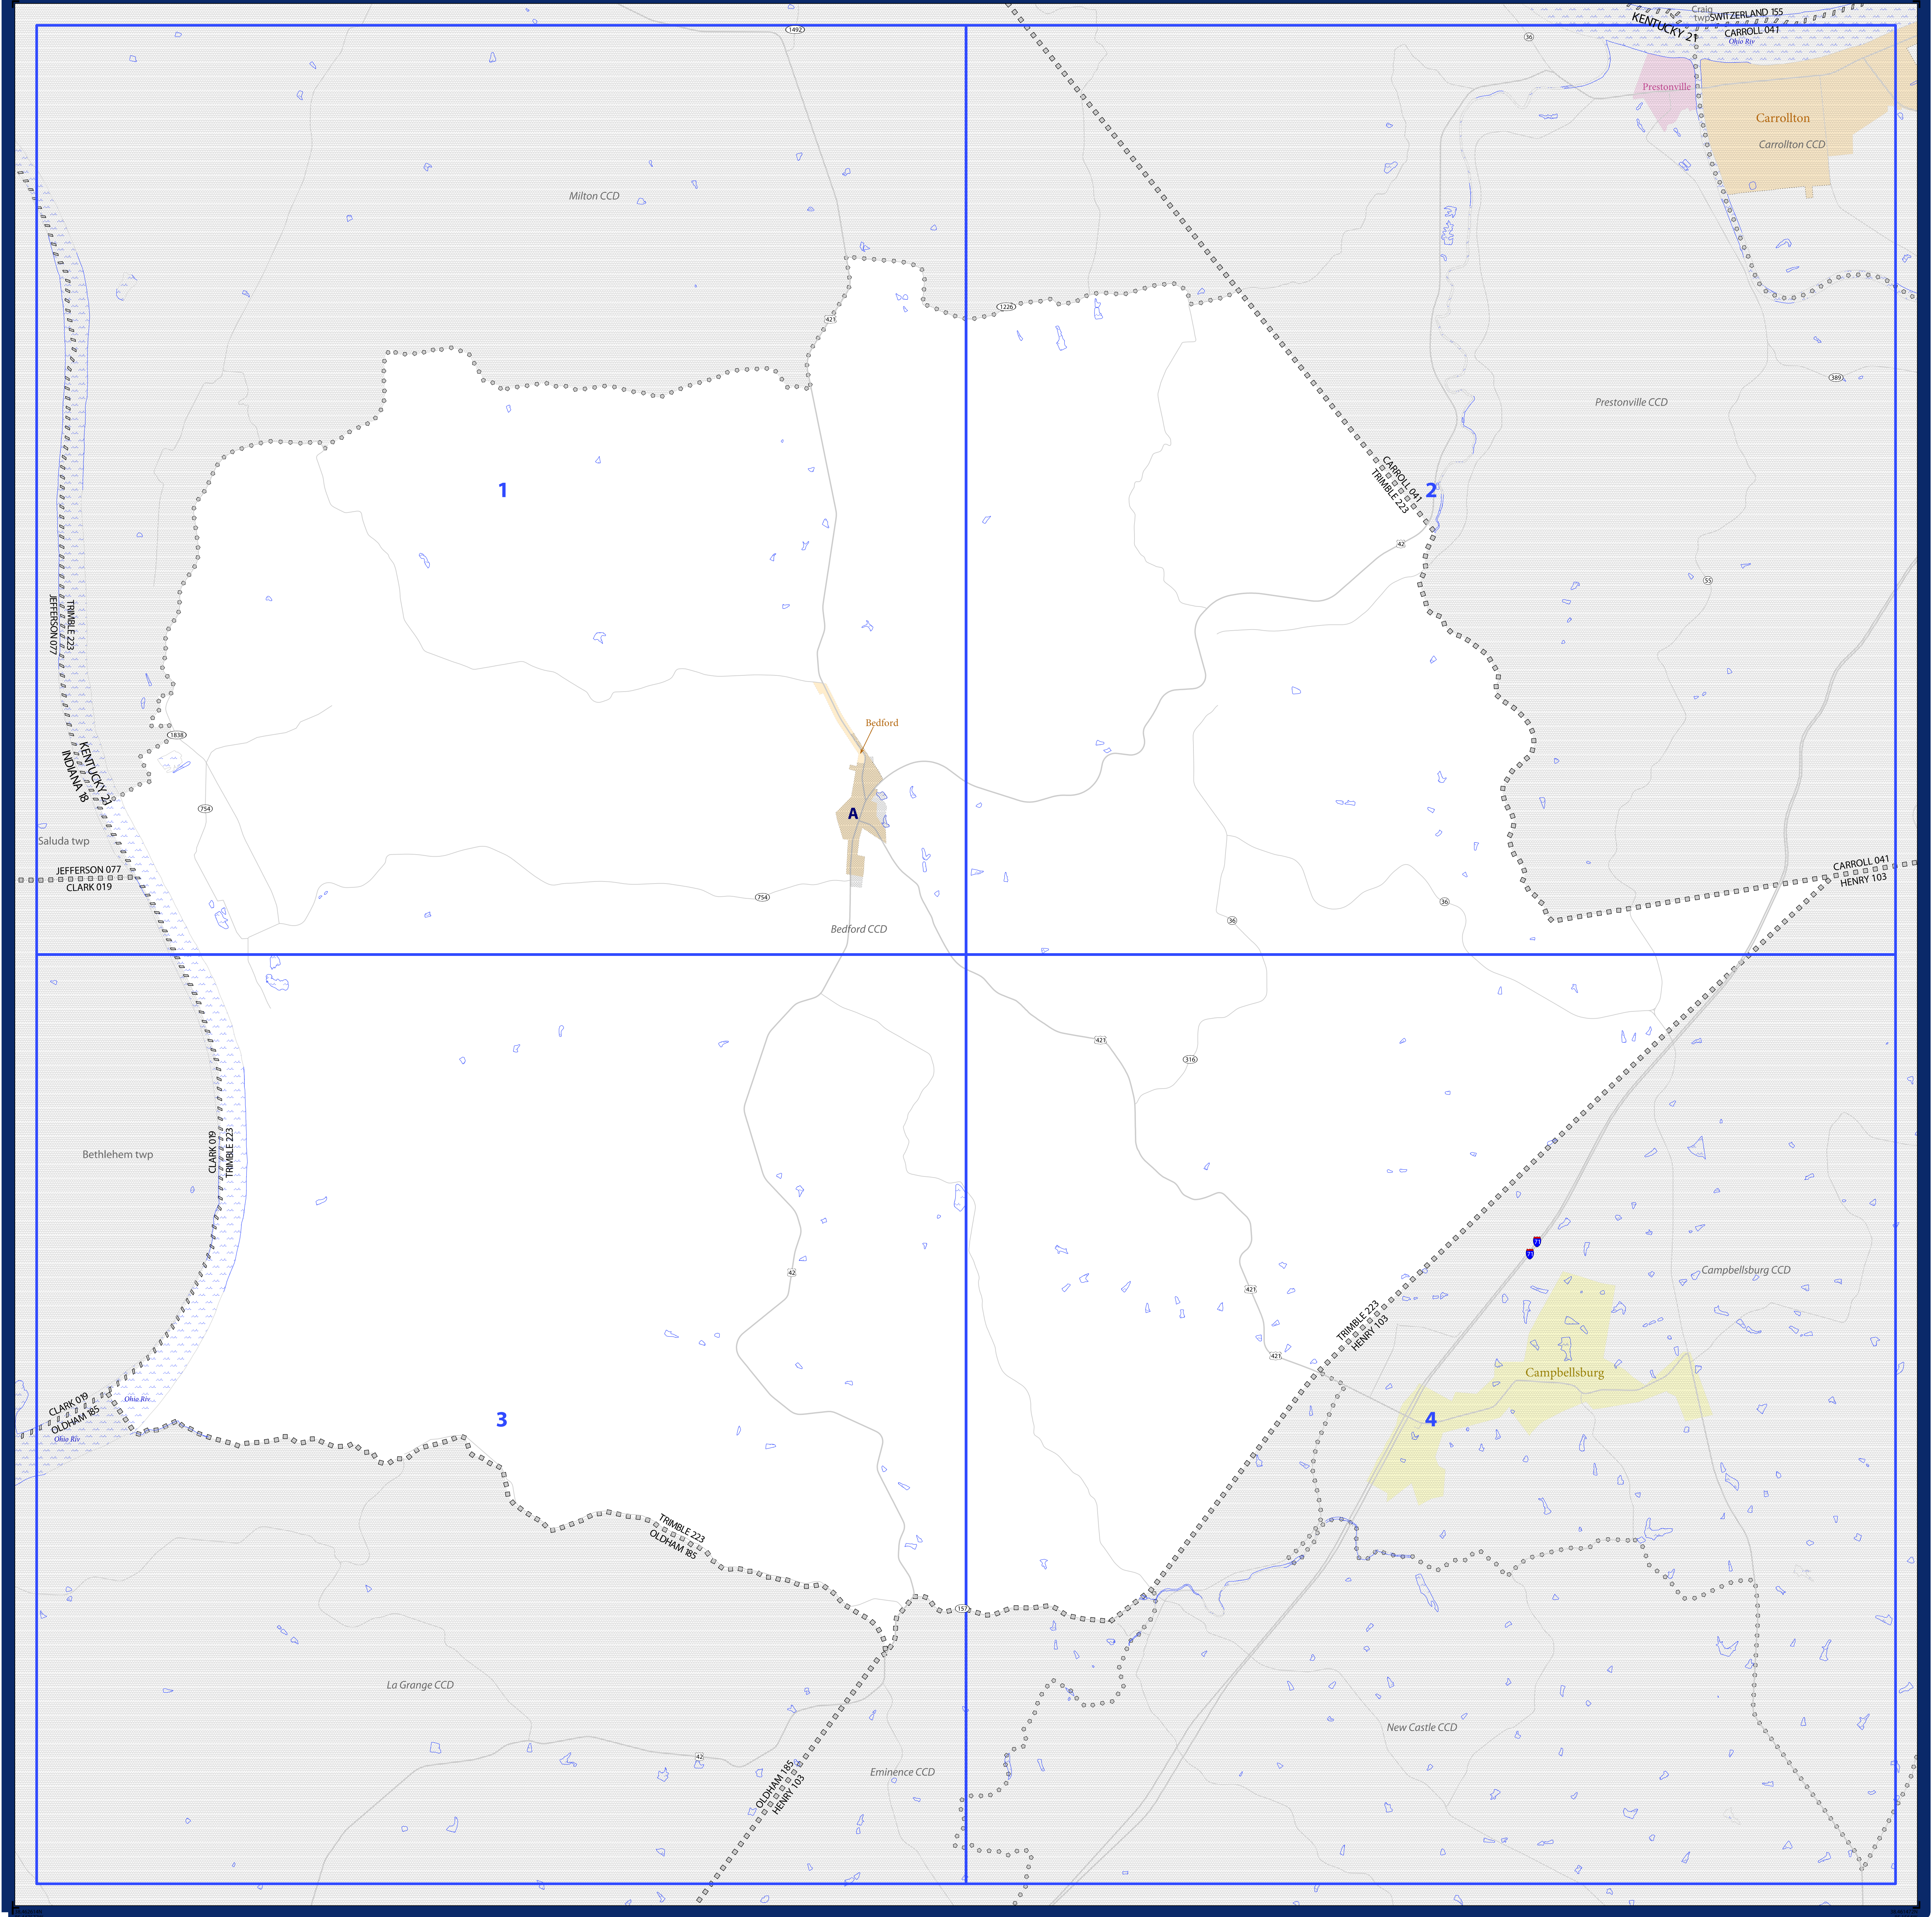 Craig
twp
SWITZERLAND 155
KENTUCKY 21
CARROLL 041
Ohio Riv
1492
36
Prestonville
Carrollton
Carrollton CCD
Milton CCD
421
1226
389
Prestonville CCD
CARROLL 041
TRIMBLE 223
1
2
42
55
TRIMBLE 223
JEFFERSON 077
Bedford
1838
KENTUCKY 21
INDIANA 18
754
A
Saluda twp
JEFFERSON 077
CLARK 019
CARROLL 041
HENRY 103
754
36
36
Bedford CCD
421
316
CLARK 019
TRIMBLE 223
Bethlehem twp
42
71
71
Campbellsburg CCD
421
TRIMBLE 223
HENRY 103
421
Campbellsburg
CLARK 019
OLDHAM 185
Ohio Riv
Ohio Riv
3
4
TRIMBLE 223
OLDHAM 185
157
La Grange CCD
New Castle CCD
42
Eminence CCD
OLDHAM 185
HENRY 103